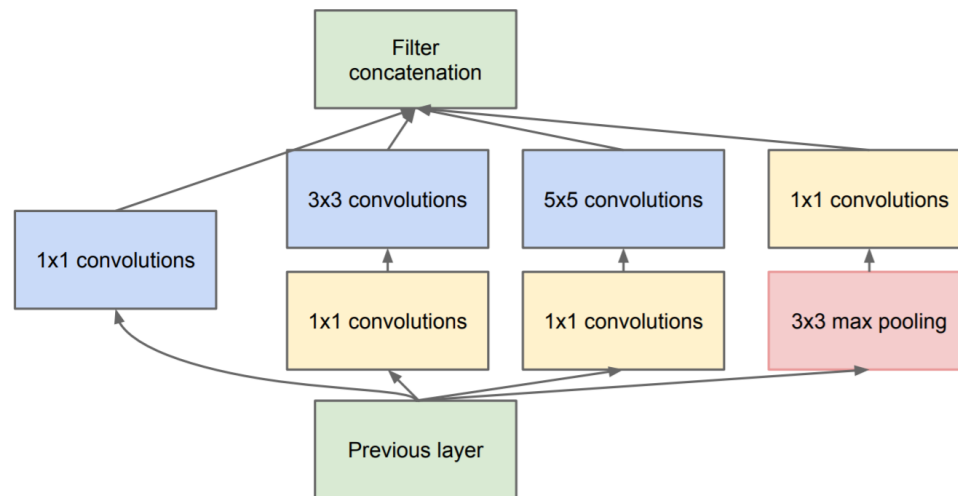 Filter
concatenation
3x3 convolutions
5x5 convolutions
1x1 convolutions
1x1 convolutions
1x1 convolutions
1x1 convolutions
3x3 max pooling
Previous layer